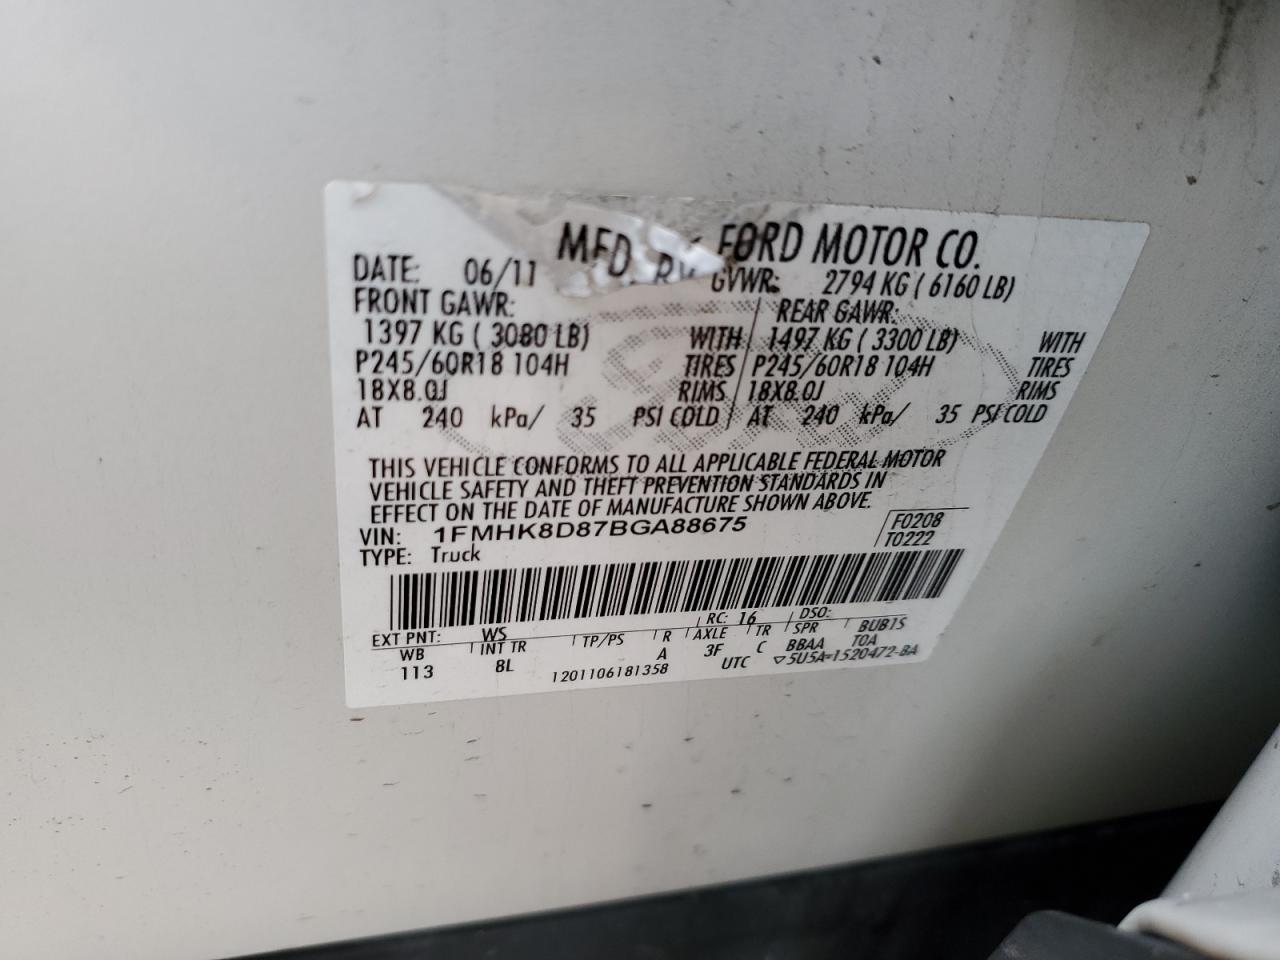 MFD. BY FORD MOTOR CO.
DATE: 06/11 GVWR: 2794 KG ( 6160 LB)
FRONT GAWR: REAR GAWR:
1397 KG ( 3080 LB) WITH 1497 KG ( 3300 LB) WITH
P245/60R18 104H TIRES P245/60R18 104H TIRES
18X8.0J RIMS 18X8.0J RIMS
AT 240 kPa/ 35 PSI COLD AT 240 kPa/ 35 PSI COLD
THIS VEHICLE CONFORMS TO ALL APPLICABLE FEDERAL MOTOR
VEHICLE SAFETY AND THEFT PREVENTION STANDARDS IN
EFFECT ON THE DATE OF MANUFACTURE SHOWN ABOVE.
VIN: 1FMHK8D87BGA88675 F0208
TYPE: Truck T0222
EXT PNT: WS RC: 16 DSO:
WB INT TR TP/PS R AXLE TR SPR BUB1S
113 8L A 3F C BBAA TOA
1201106181358 UTC ▽5U5A-1520472-BA